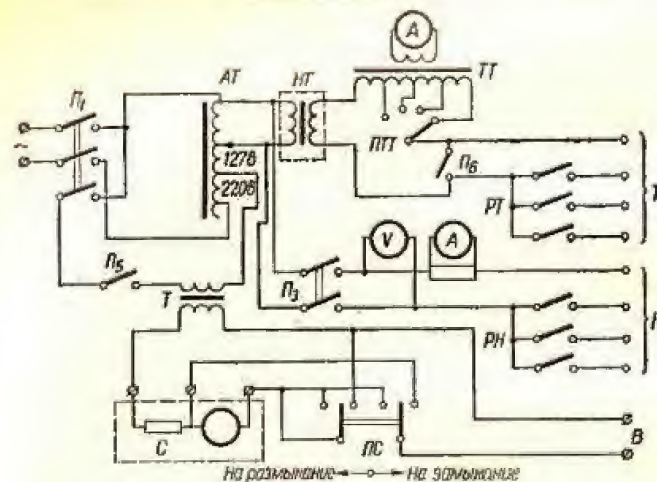 A
АТ
НТ
ТТ
П₁
~
127в
220в
ПТТ
П₆
РТ
Т
П₅
Т
V
A
П₃
РН
Н
С
ПС
В
На размыкание
На замыкание